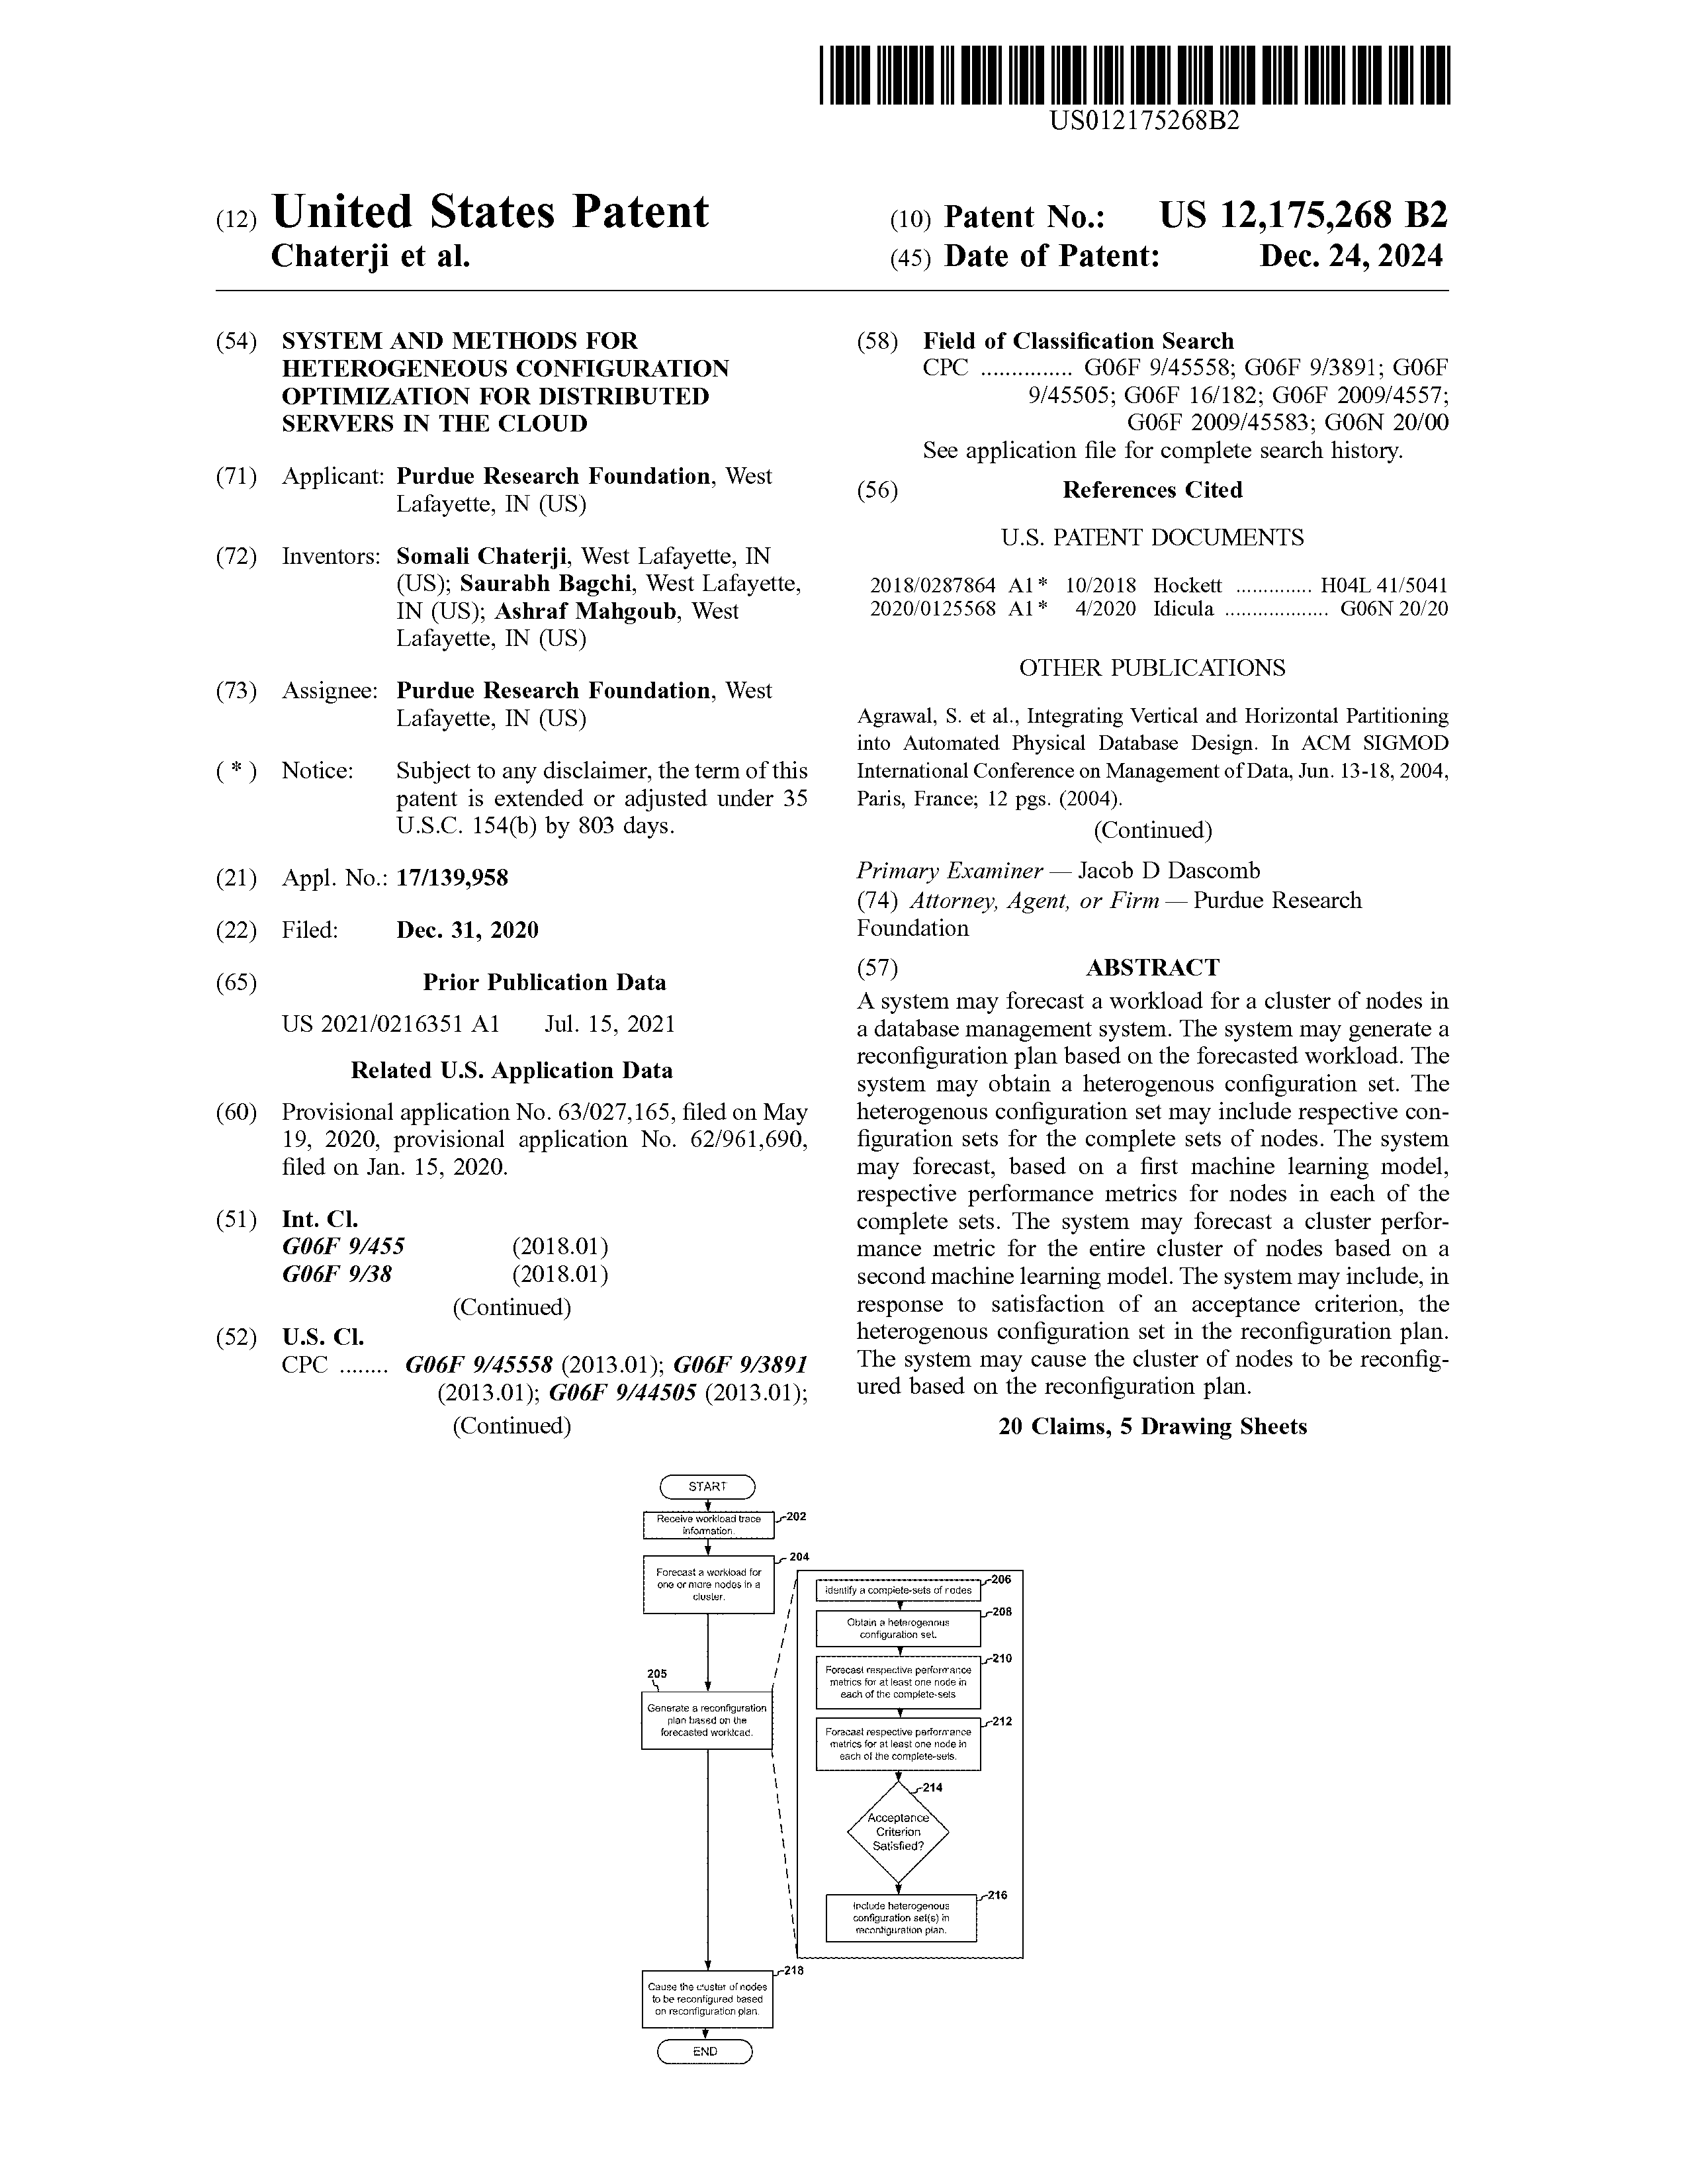 US012175268B2
(12) United States Patent
Chaterji et al.
(10) Patent No.: US 12,175,268 B2
(45) Date of Patent: Dec. 24, 2024
(54) SYSTEM AND METHODS FOR
HETEROGENEOUS CONFIGURATION
OPTIMIZATION FOR DISTRIBUTED
SERVERS IN THE CLOUD
(71) Applicant: Purdue Research Foundation, West
Lafayette, IN (US)
(72) Inventors: Somali Chaterji, West Lafayette, IN
(US); Saurabh Bagchi, West Lafayette,
IN (US); Ashraf Mahgoub, West
Lafayette, IN (US)
(73) Assignee: Purdue Research Foundation, West
Lafayette, IN (US)
( * ) Notice: Subject to any disclaimer, the term of this
patent is extended or adjusted under 35
U.S.C. 154(b) by 803 days.
(21) Appl. No.: 17/139,958
(22) Filed: Dec. 31, 2020
(65) Prior Publication Data
US 2021/0216351 A1 Jul. 15, 2021
Related U.S. Application Data
(60) Provisional application No. 63/027,165, filed on May
19, 2020, provisional application No. 62/961,690,
filed on Jan. 15, 2020.
(51) Int. Cl.
G06F 9/455 (2018.01)
G06F 9/38 (2018.01)
(Continued)
(52) U.S. Cl.
CPC ........ G06F 9/45558 (2013.01); G06F 9/3891
(2013.01); G06F 9/44505 (2013.01);
(Continued)
(58) Field of Classification Search
CPC .............. G06F 9/45558; G06F 9/3891; G06F
9/45505; G06F 16/182; G06F 2009/4557;
G06F 2009/45583; G06N 20/00
See application file for complete search history.
(56) References Cited
U.S. PATENT DOCUMENTS
2018/0287864 A1* 10/2018 Hockett .............. H04L 41/5041
2020/0125568 A1* 4/2020 Idicula .................. G06N 20/20
OTHER PUBLICATIONS
Agrawal, S. et al., Integrating Vertical and Horizontal Partitioning
into Automated Physical Database Design. In ACM SIGMOD
International Conference on Management of Data, Jun. 13-18, 2004,
Paris, France; 12 pgs. (2004).
(Continued)
Primary Examiner — Jacob D Dascomb
(74) Attorney, Agent, or Firm — Purdue Research
Foundation
(57) ABSTRACT
A system may forecast a workload for a cluster of nodes in
a database management system. The system may generate a
reconfiguration plan based on the forecasted workload. The
system may obtain a heterogenous configuration set. The
heterogenous configuration set may include respective con-
figuration sets for the complete sets of nodes. The system
may forecast, based on a first machine learning model,
respective performance metrics for nodes in each of the
complete sets. The system may forecast a cluster perfor-
mance metric for the entire cluster of nodes based on a
second machine learning model. The system may include, in
response to satisfaction of an acceptance criterion, the
heterogenous configuration set in the reconfiguration plan.
The system may cause the cluster of nodes to be reconfig-
ured based on the reconfiguration plan.
20 Claims, 5 Drawing Sheets
START
Receive workload trace
information.
202
Forecast a workload for
one or more nodes in a
cluster.
204
205
Generate a reconfiguration
plan based on the
forecasted workload.
Identify a complete-sets of nodes
206
Obtain a heterogenous
configuration set.
208
Forecast respective performance
metrics for at least one node in
each of the complete-sets
210
Forecast respective performance
metrics for at least one node in
each of the complete-sets.
212
Acceptance
Criterion
Satisfied?
214
Include heterogenous
configuration set(s) in
reconfiguration plan.
216
Cause the cluster of nodes
to be reconfigured based
on reconfiguration plan.
218
END